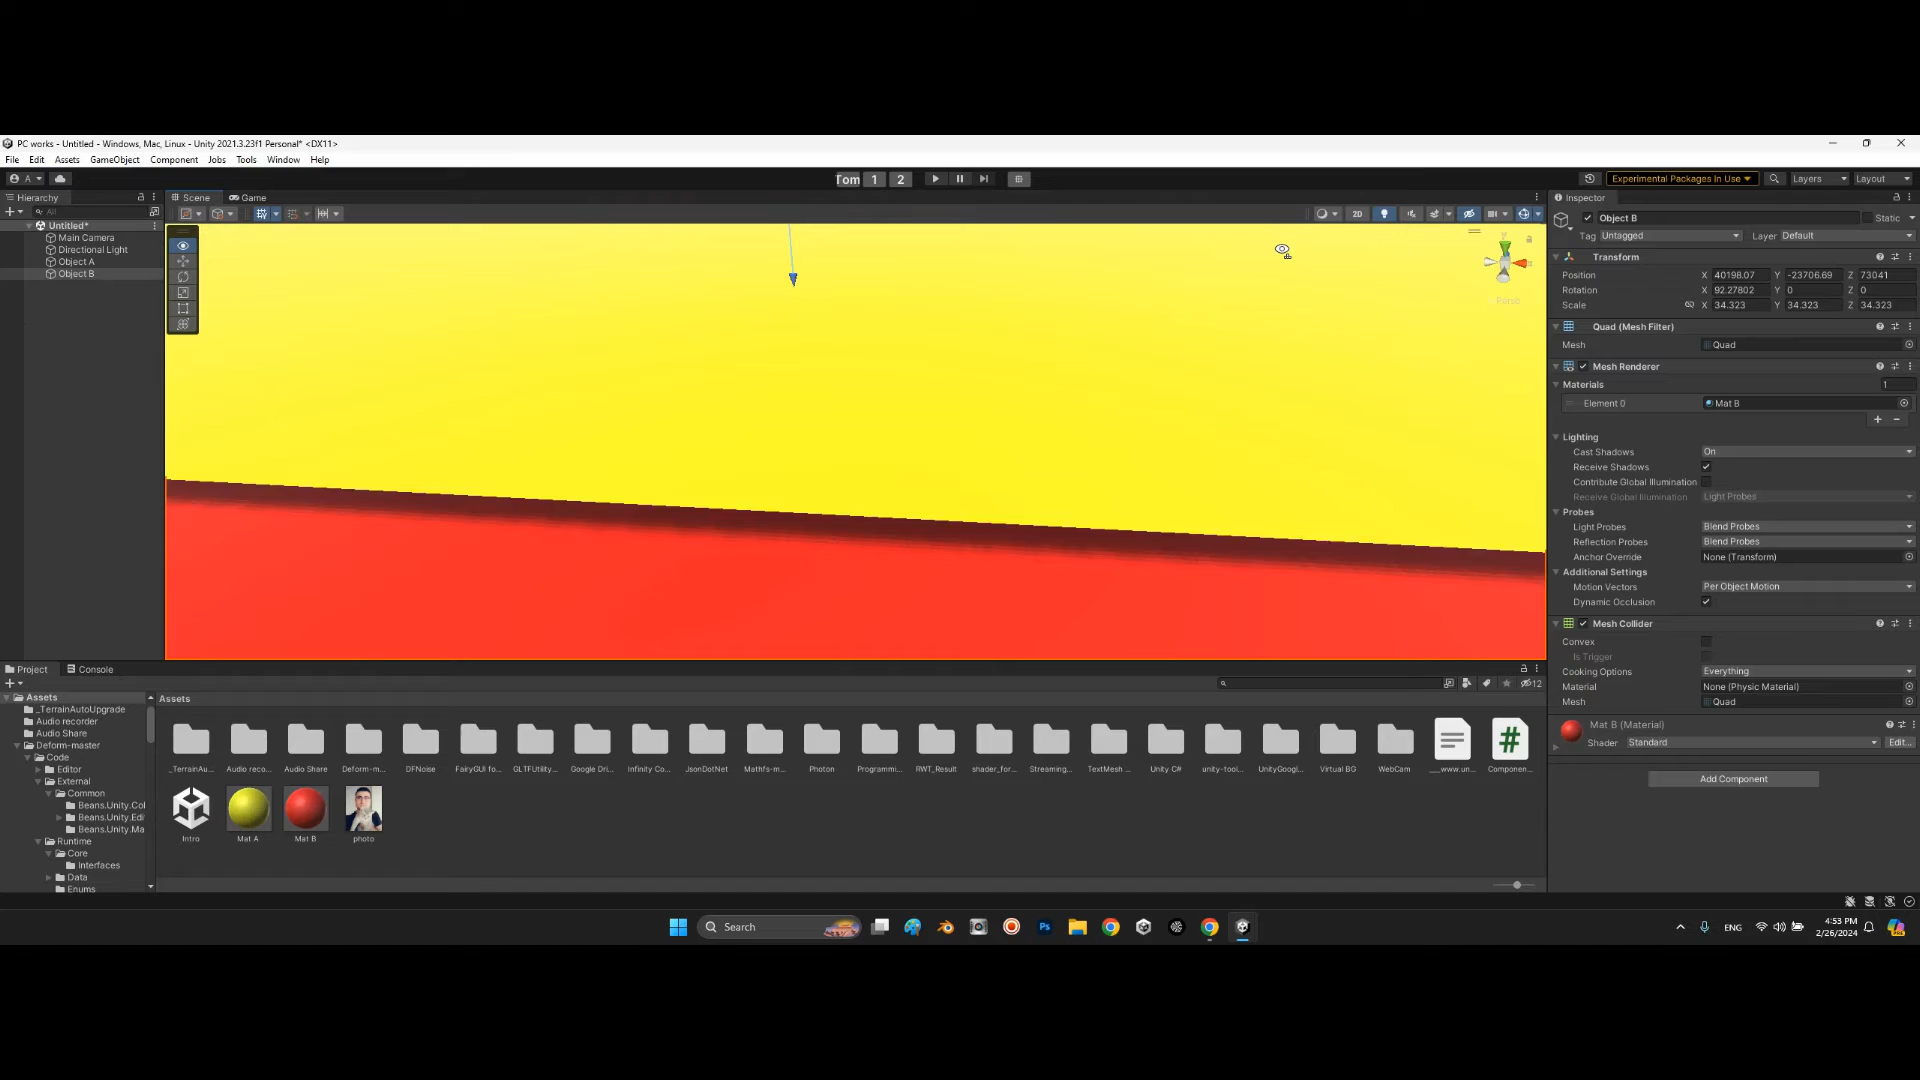 PC works - Untitled - Windows, Mac, Linux - Unity 2021.3.23f1 Personal* <DX11>
File Edit Assets GameObject Component Jobs Tools Window Help
A Tom 1 2 Experimental Packages In Use Layers Layout
Hierarchy Scene Game Inspector
All 2D
Untitled*
Main Camera
Directional Light
Object A
Object B
Persp
Object B Static
Tag Untagged Layer Default
Transform
Position X 40198.07 Y -23706.69 Z 73041
Rotation X 92.27802 Y 0 Z 0
Scale X 34.323 Y 34.323 Z 34.323
Quad (Mesh Filter)
Mesh Quad
Mesh Renderer
Materials 1
Element 0 Mat B
Lighting
Cast Shadows On
Receive Shadows
Contribute Global Illumination
Receive Global Illumination Light Probes
Probes
Light Probes Blend Probes
Reflection Probes Blend Probes
Anchor Override None (Transform)
Additional Settings
Motion Vectors Per Object Motion
Dynamic Occlusion
Mesh Collider
Convex
Is Trigger
Cooking Options Everything
Material None (Physic Material)
Mesh Quad
Mat B (Material)
Shader Standard Edit...
Add Component
Project Console
12
Assets
_TerrainAutoUpgrade
Audio recorder
Audio Share
Deform-master
Code
Editor
External
Common
Beans.Unity.Col
Beans.Unity.Edi
Beans.Unity.Ma
Runtime
Core
Interfaces
Data
Enums
Assets
_TerrainAu... Audio reco... Audio Share Deform-m... DFNoise FairyGUI fo... GLTFUtility... Google Dri... Infinity Co... JsonDotNet Mathfs-m... Photon Programmi... RWT_Result shader_for... Streaming... TextMesh ... Unity C# unity-tool... UnityGoogl... Virtual BG WebCam __www.un... Componen...
Intro Mat A Mat B photo
Search
Ps
ENG
4:53 PM
2/26/2024
PRE